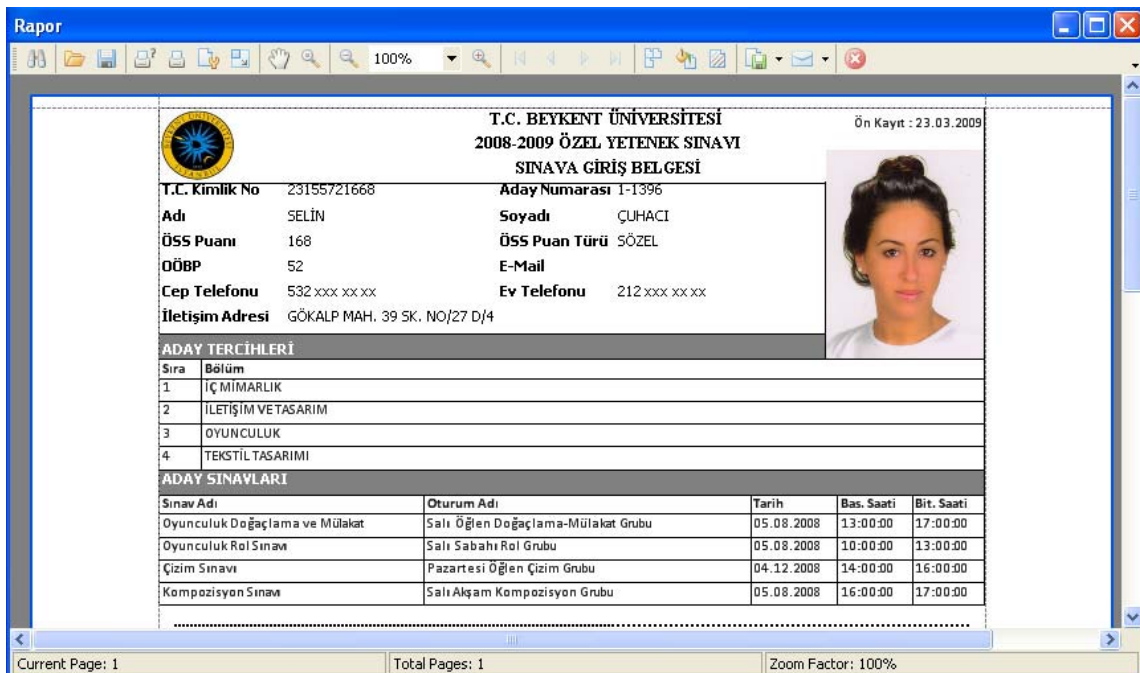 Rapor
100%
T.C. BEYKENT ÜNİVERSİTESİ
2008-2009 ÖZEL YETENEK SINAVI
SINAVA GİRİŞ BELGESİ
Ön Kayıt : 23.03.2009
T.C. Kimlik No 23155721668 Aday Numarası 1-1396
Adı SELİN Soyadı ÇUHACI
ÖSS Puanı 168 ÖSS Puan Türü SÖZEL
OÖBP 52 E-Mail
Cep Telefonu 532 xxx xx xx Ev Telefonu 212 xxx xx xx
İletişim Adresi GÖKALP MAH. 39 SK. NO/27 D/4
ADAY TERCİHLERİ
Sıra Bölüm
1 İÇ MİMARLIK
2 İLETİŞİM VE TASARIM
3 OYUNCULUK
4 TEKSTİL TASARIMI
ADAY SINAVLARI
Sınav Adı Oturum Adı Tarih Bas. Saati Bit. Saati
Oyunculuk Doğaçlama ve Mülakat Salı Öğlen Doğaçlama-Mülakat Grubu 05.08.2008 13:00:00 17:00:00
Oyunculuk Rol Sınavı Salı Sabahı Rol Grubu 05.08.2008 10:00:00 13:00:00
Çizim Sınavı Pazartesi Öğlen Çizim Grubu 04.12.2008 14:00:00 16:00:00
Kompozisyon Sınavı Salı Akşam Kompozisyon Grubu 05.08.2008 16:00:00 17:00:00
Current Page: 1 Total Pages: 1 Zoom Factor: 100%